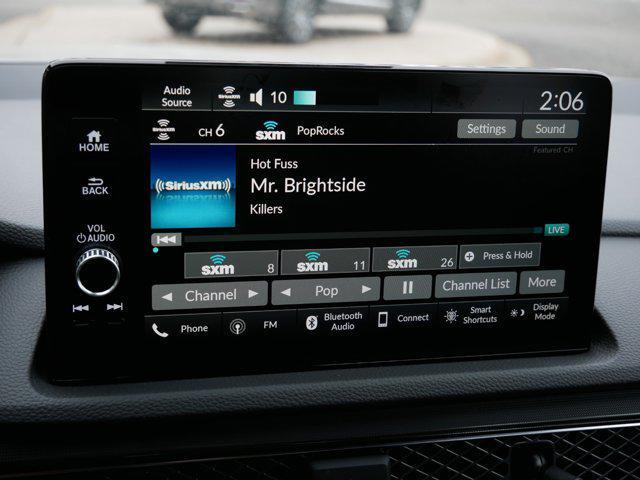 Audio Source SiriusXM 10 2:06
SiriusXM CH 6 sxm PopRocks Settings Sound
Featured CH
HOME
BACK
VOL
AUDIO
((SiriusXM))
Hot Fuss
Mr. Brightside
Killers
LIVE
sxm 8 sxm 11 sxm 26 + Press & Hold
Channel Pop Channel List More
Phone FM Bluetooth Audio Connect Smart Shortcuts Display Mode